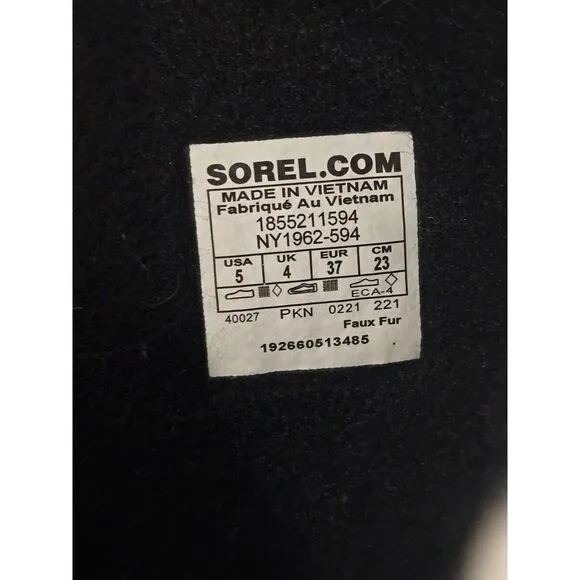 SOREL.COM
MADE IN VIETNAM
Fabriqué Au Vietnam
1855211594
NY1962-594
USA UK EUR CM
5 4 37 23
ECA-4
40027 PKN 0221 221
Faux Fur
192660513485